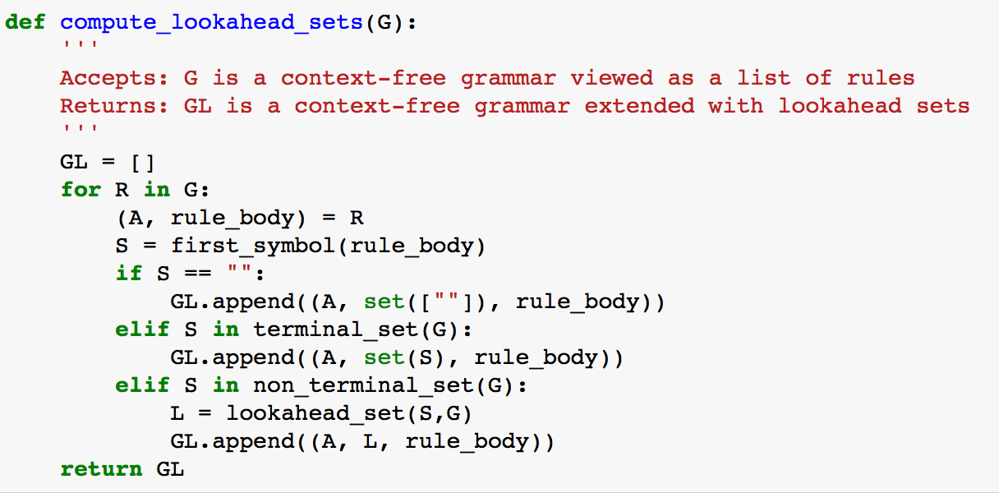 def compute_lookahead_sets(G):
    '''
    Accepts: G is a context-free grammar viewed as a list of rules
    Returns: GL is a context-free grammar extended with lookahead sets
    '''
    GL = []
    for R in G:
        (A, rule_body) = R
        S = first_symbol(rule_body)
        if S == "":
            GL.append((A, set([""]), rule_body))
        elif S in terminal_set(G):
            GL.append((A, set(S), rule_body))
        elif S in non_terminal_set(G):
            L = lookahead_set(S,G)
            GL.append((A, L, rule_body))
    return GL